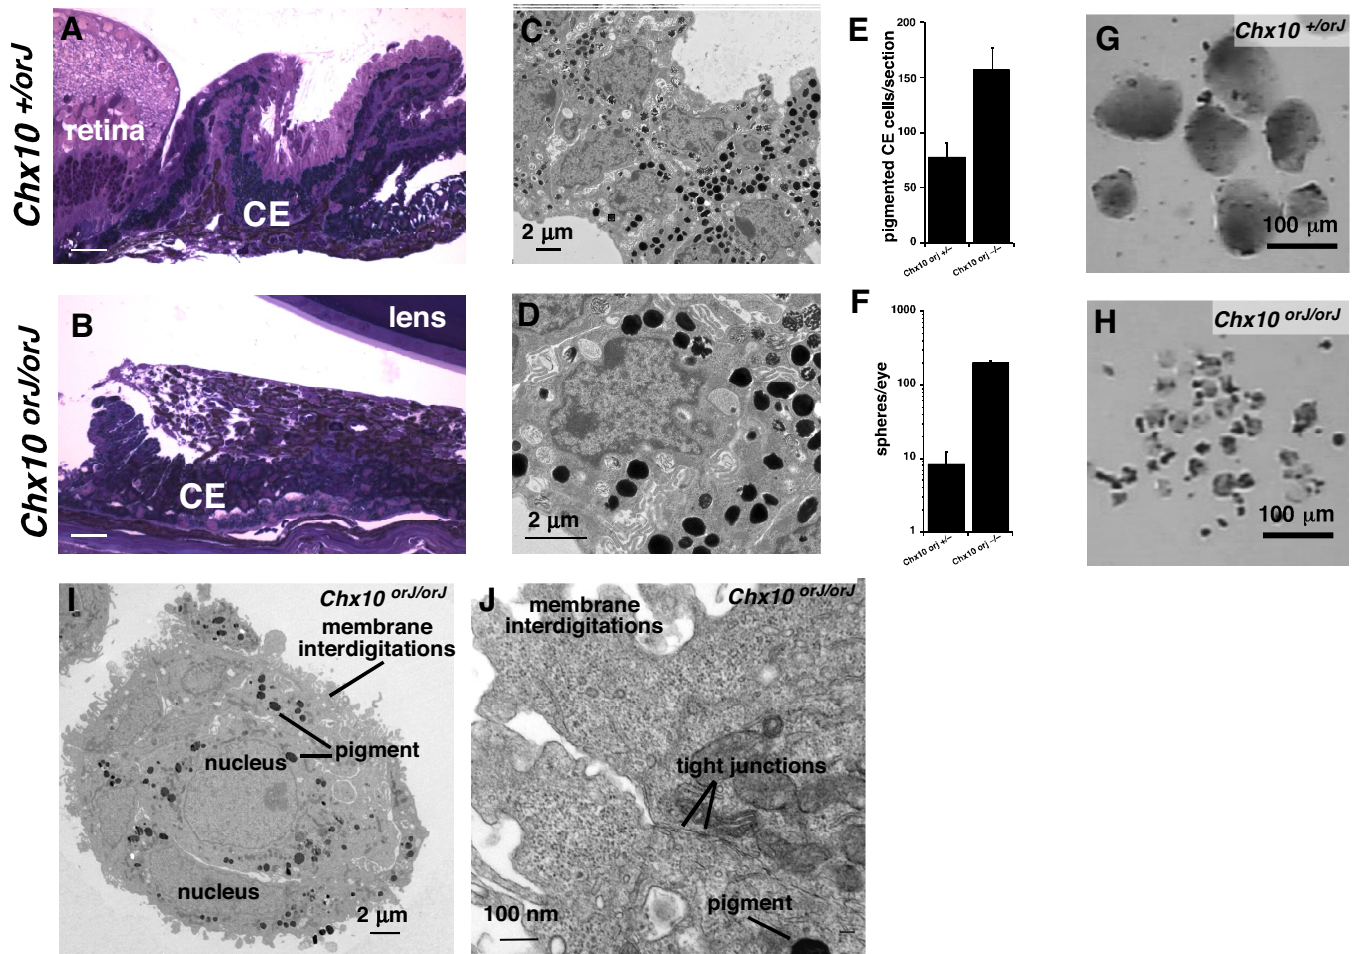 A
Chx10 +/orJ
retina
CE
B
Chx10 orJ/orJ
lens
CE
C
2 µm
D
2 µm
E
pigmented CE cells/section
200
150
100
50
0
Chx10 orj +/−
Chx10 orj −/−
F
spheres/eye
1000
100
10
1
Chx10 orj +/−
Chx10 orj −/−
G
Chx10 +/orJ
100 µm
H
Chx10 orJ/orJ
100 µm
I
Chx10 orJ/orJ
membrane
interdigitations
pigment
nucleus
nucleus
2 µm
J
Chx10 orJ/orJ
membrane
interdigitations
tight junctions
pigment
100 nm